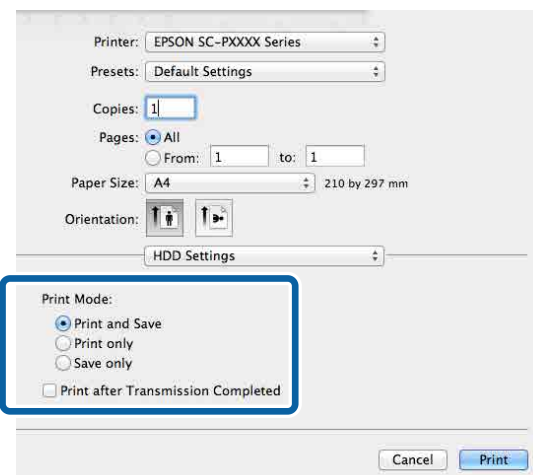 Printer: EPSON SC-PXXXX Series
Presets: Default Settings
Copies: 1
Pages: All
From: 1 to: 1
Paper Size: A4 210 by 297 mm
Orientation:
HDD Settings
Print Mode:
Print and Save
Print only
Save only
Print after Transmission Completed
Cancel Print